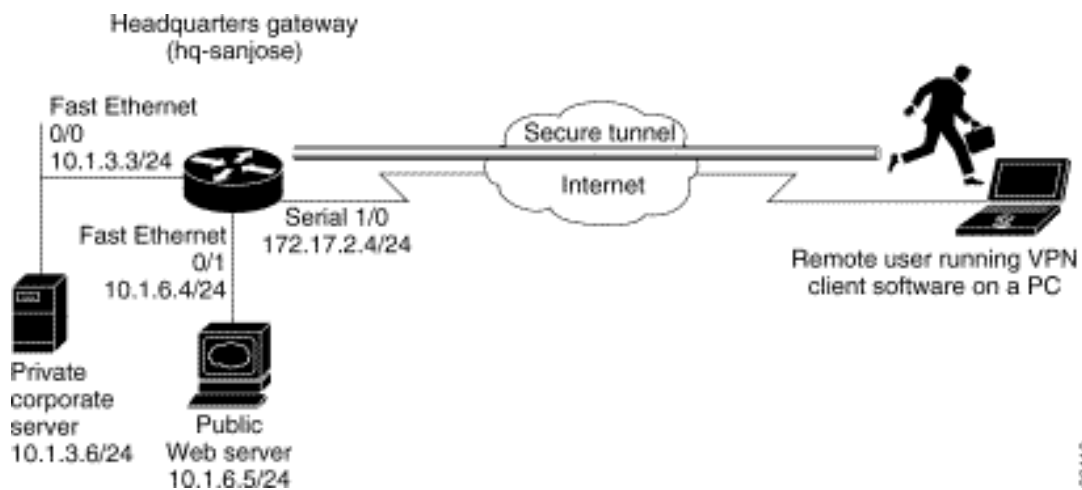 Headquarters gateway
(hq-sanjose)
Fast Ethernet
0/0
10.1.3.3/24
Secure tunnel
Internet
Serial 1/0
172.17.2.4/24
Fast Ethernet
0/1
10.1.6.4/24
Remote user running VPN
client software on a PC
Private
corporate
server
10.1.3.6/24
Public
Web server
10.1.6.5/24